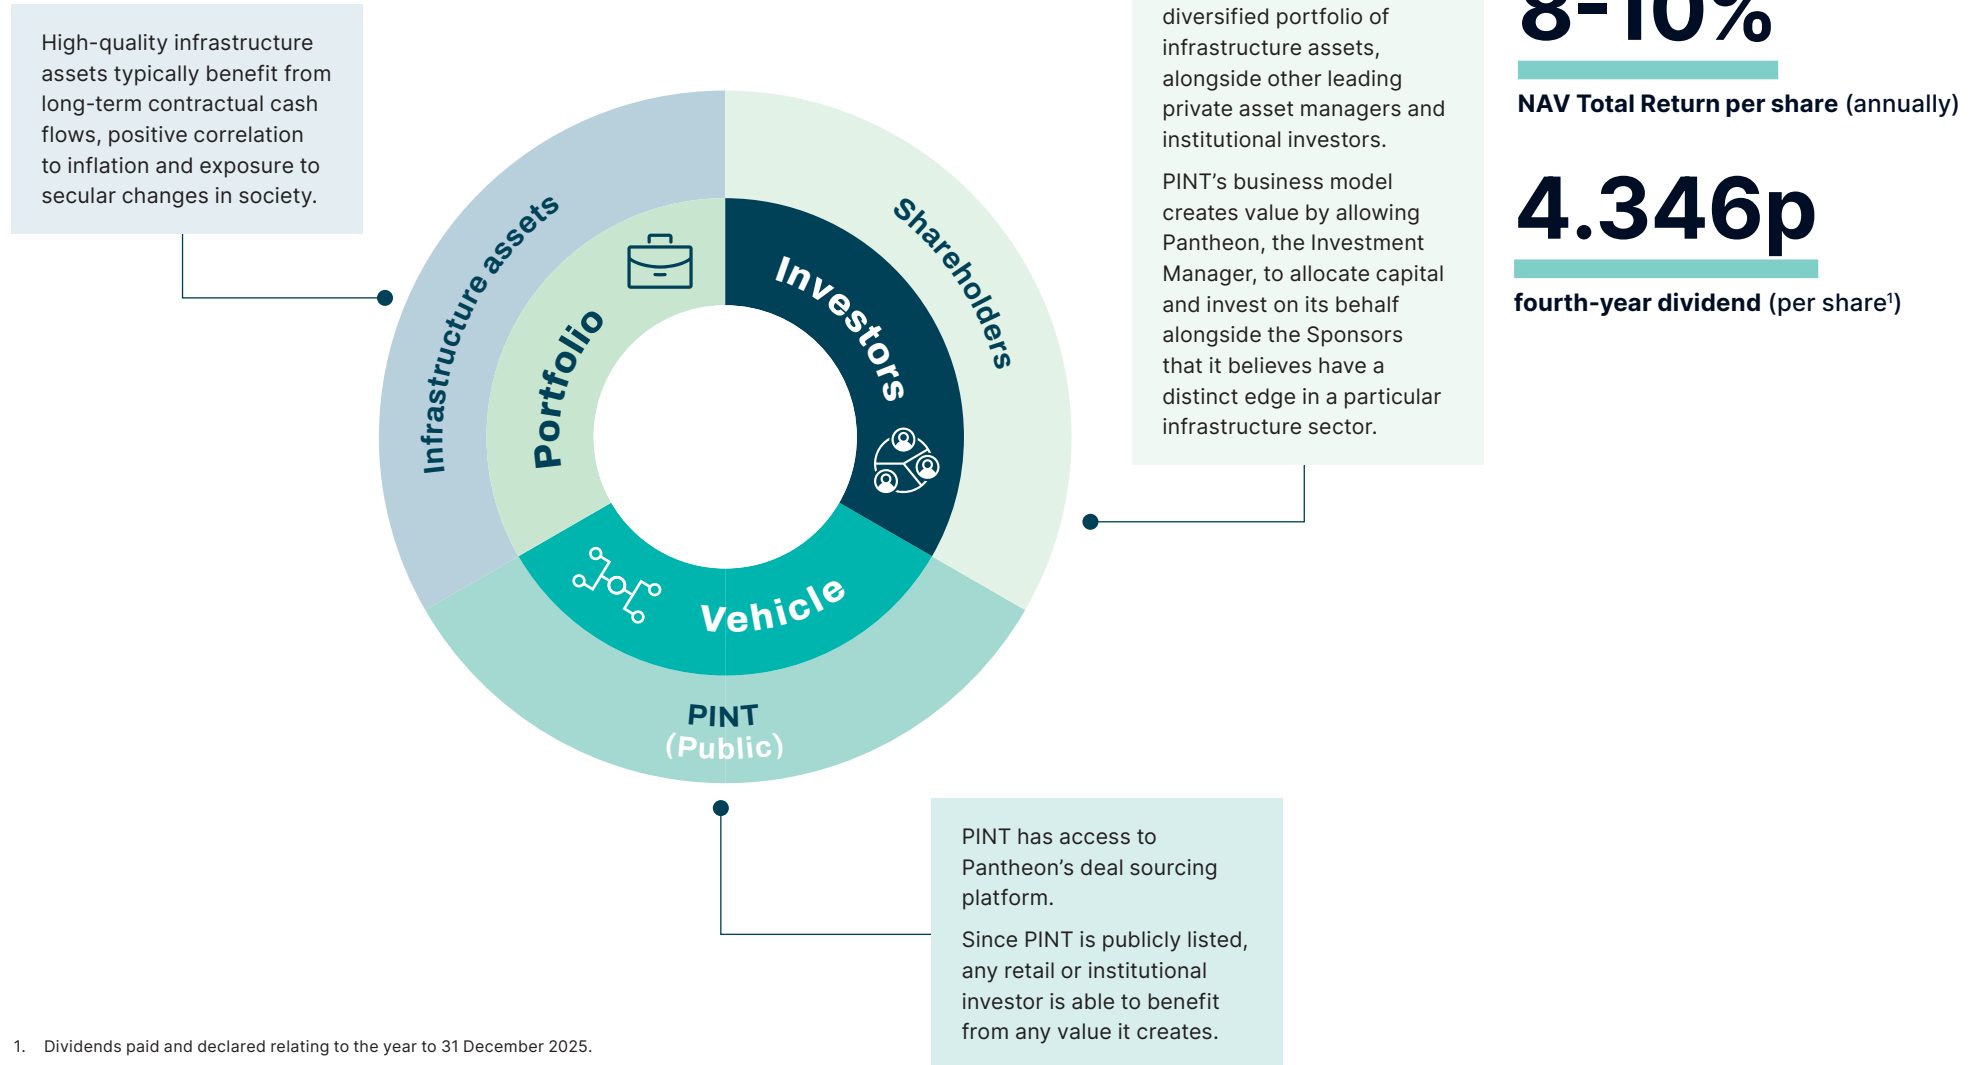 High-quality infrastructure
assets typically benefit from
long-term contractual cash
flows, positive correlation
to inflation and exposure to
secular changes in society.
Infrastructure assets
Portfolio
Investors
Shareholders
Vehicle
PINT
(Public)
diversified portfolio of
infrastructure assets,
alongside other leading
private asset managers and
institutional investors.
PINT’s business model
creates value by allowing
Pantheon, the Investment
Manager, to allocate capital
and invest on its behalf
alongside the Sponsors
that it believes have a
distinct edge in a particular
infrastructure sector.
8-10%
NAV Total Return per share (annually)
4.346p
fourth-year dividend (per share¹)
PINT has access to
Pantheon’s deal sourcing
platform.
Since PINT is publicly listed,
any retail or institutional
investor is able to benefit
from any value it creates.
1. Dividends paid and declared relating to the year to 31 December 2025.